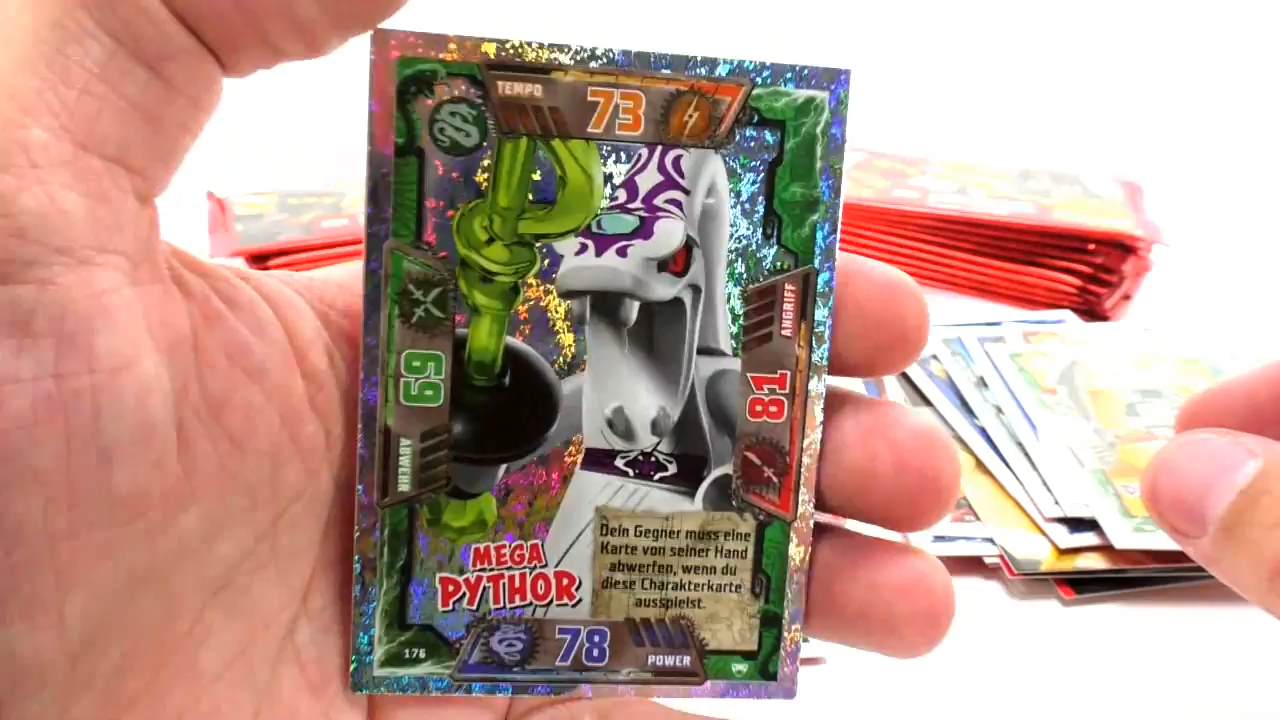 TEMPO
73
69
ABWEHR
ANGRIFF
81
MEGA
PYTHOR
Dein Gegner muss eine
Karte von seiner Hand
abwerfen, wenn du
diese Charakterkarte
ausspielst.
176
78
POWER